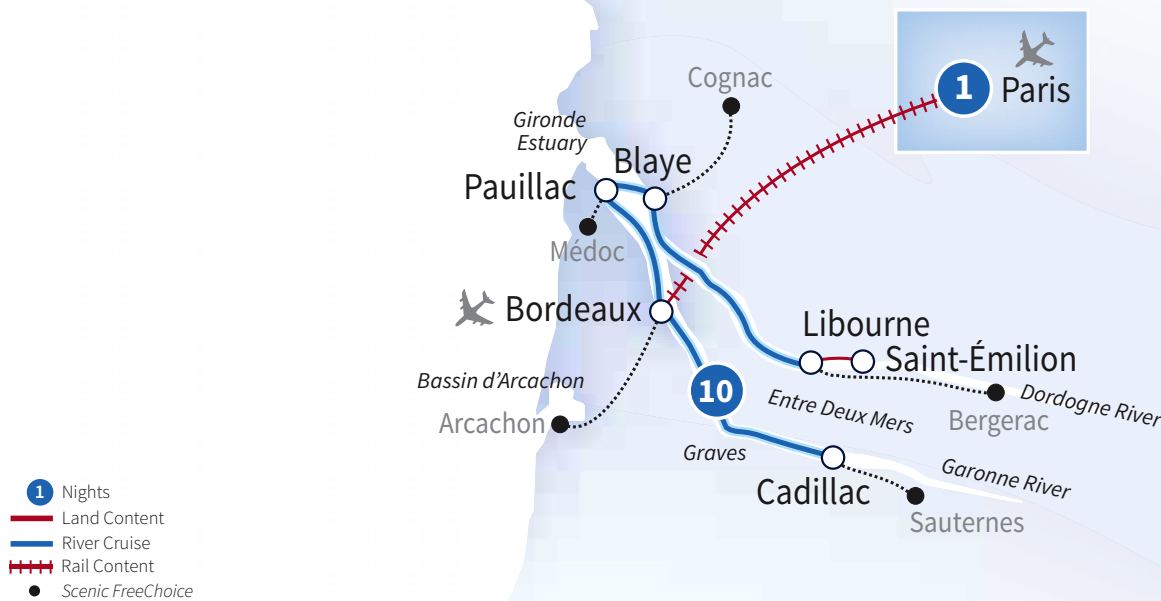 1
Paris
Cognac
Gironde
Estuary
Blaye
Pauillac
Médoc
Bordeaux
Libourne
Saint-Émilion
Bassin d'Arcachon
10
Entre Deux Mers
Dordogne River
Bergerac
Arcachon
Graves
Garonne River
Cadillac
Sauternes
1 Nights
Land Content
River Cruise
Rail Content
Scenic FreeChoice